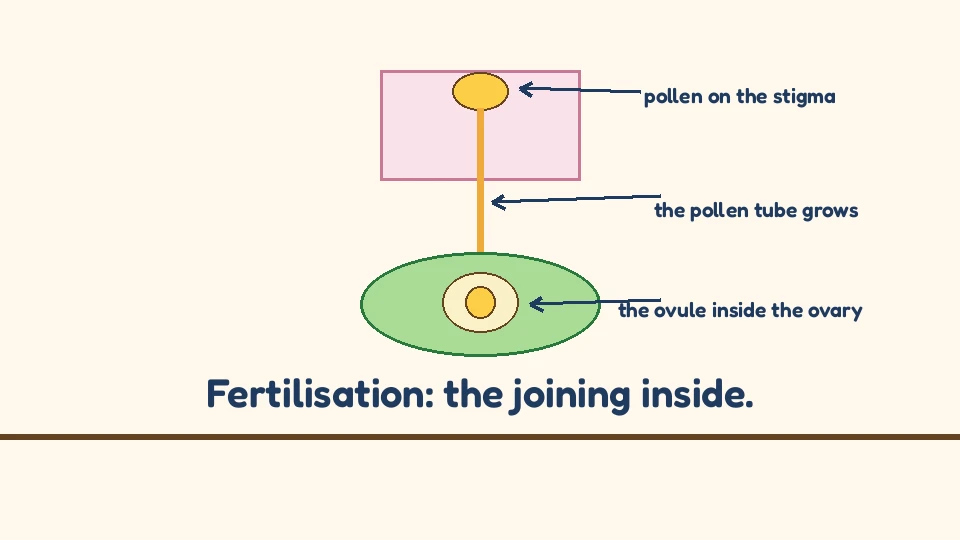 pollen on the stigma
the pollen tube grows
the ovule inside the ovary
Fertilisation: the joining inside.